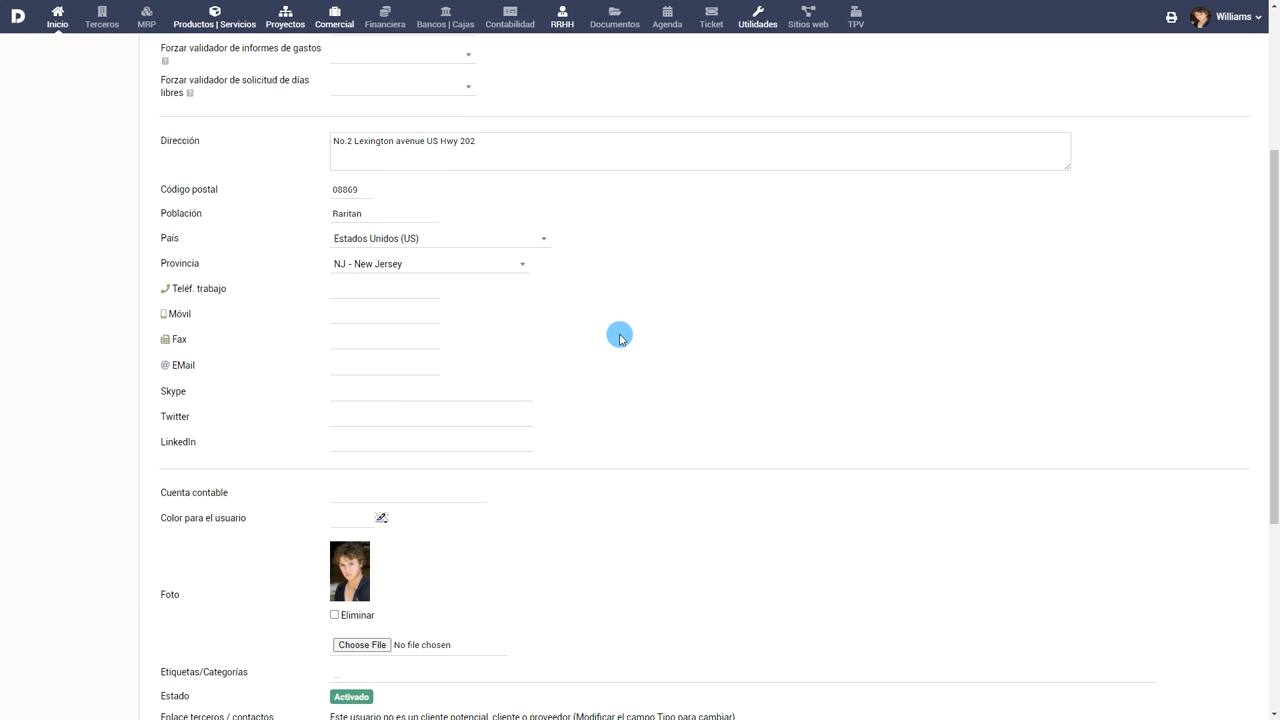 Inicio Terceros MRP Productos | Servicios Proyectos Comercial Financiera Bancos | Cajas Contabilidad RRHH Documentos Agenda Ticket Utilidades Sitios web TPV Williams
Forzar validador de informes de gastos
Forzar validador de solicitud de días
libres
Dirección No.2 Lexington avenue US Hwy 202
Código postal 08869
Población Raritan
País Estados Unidos (US)
Provincia NJ - New Jersey
Teléf. trabajo
Móvil
Fax
@ EMail
Skype
Twitter
LinkedIn
Cuenta contable
Color para el usuario
Foto
Eliminar
Choose File No file chosen
Etiquetas/Categorías ...
Estado Activado
Enlace terceros / contactos Este usuario no es un cliente potencial, cliente o proveedor (Modificar el campo Tipo para cambiar)